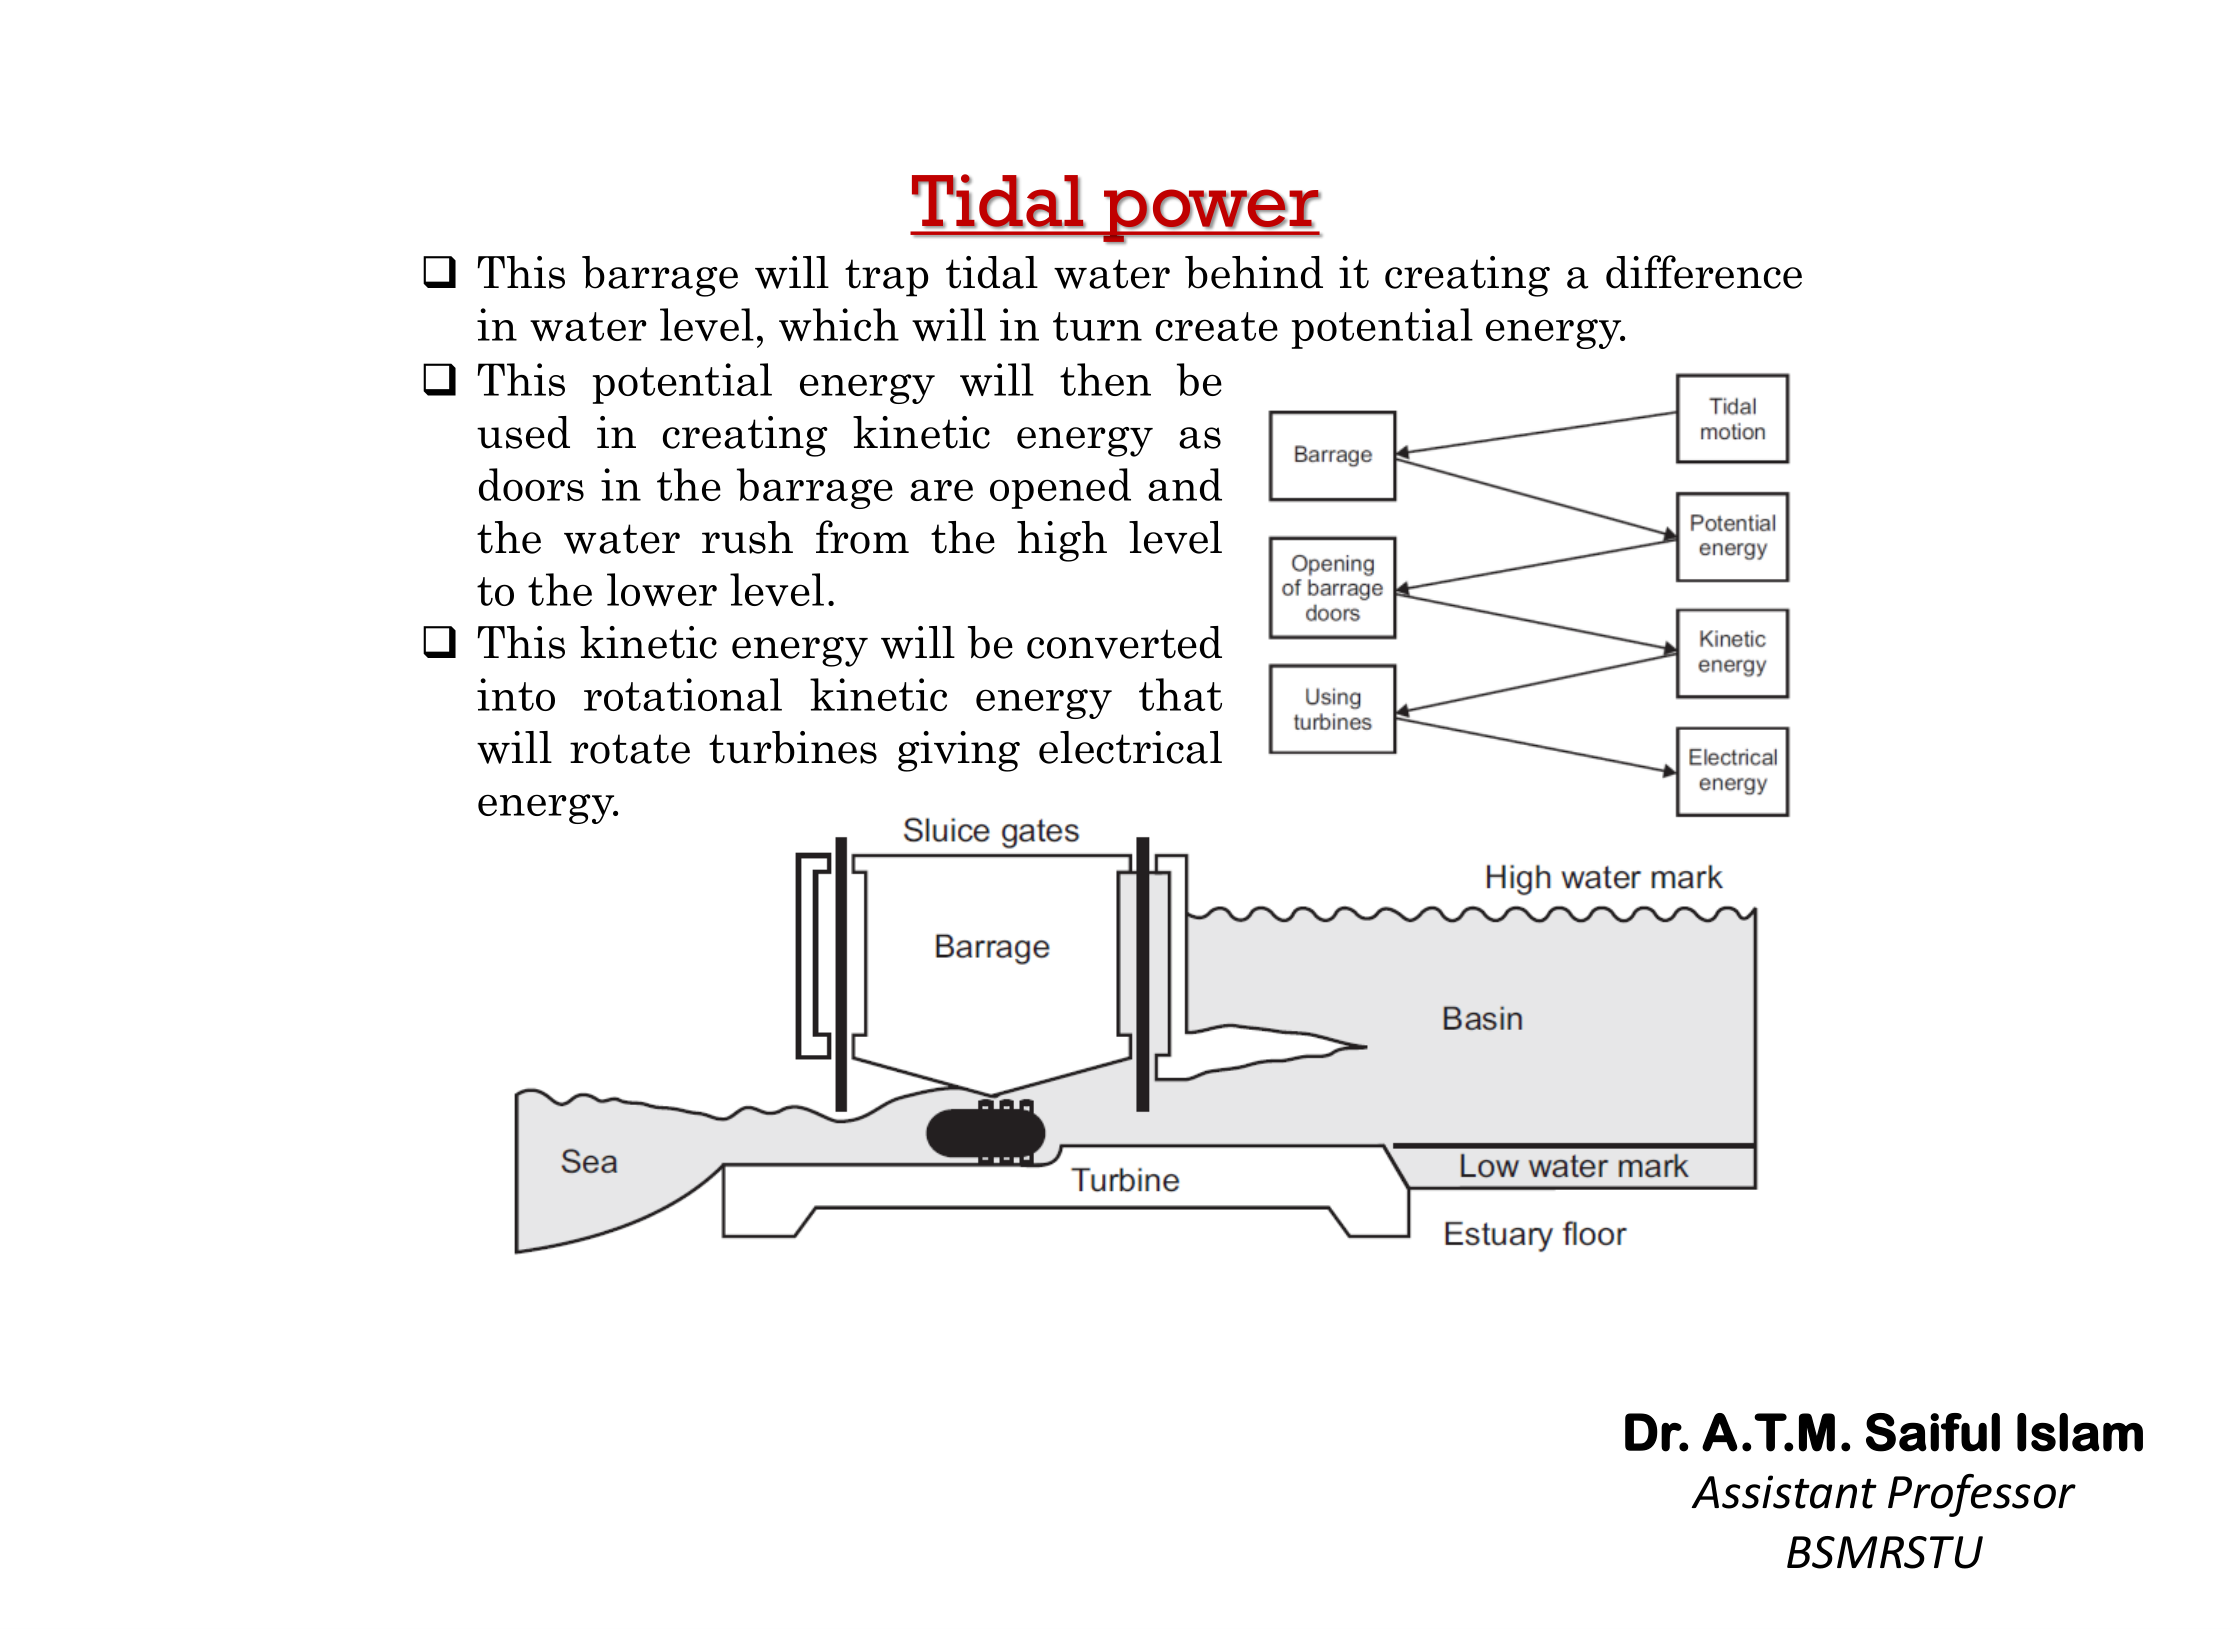 Tidal power
❑ This barrage will trap tidal water behind it creating a difference
in water level, which will in turn create potential energy.
❑ This potential energy will then be
used in creating kinetic energy as
doors in the barrage are opened and
the water rush from the high level
to the lower level.
❑ This kinetic energy will be converted
into rotational kinetic energy that
will rotate turbines giving electrical
energy.
Tidal
motion
Barrage
Potential
energy
Opening
of barrage
doors
Kinetic
energy
Using
turbines
Electrical
energy
Sluice gates
High water mark
Barrage
Basin
Sea
Turbine
Low water mark
Estuary floor
Dr. A.T.M. Saiful Islam
Assistant Professor
BSMRSTU